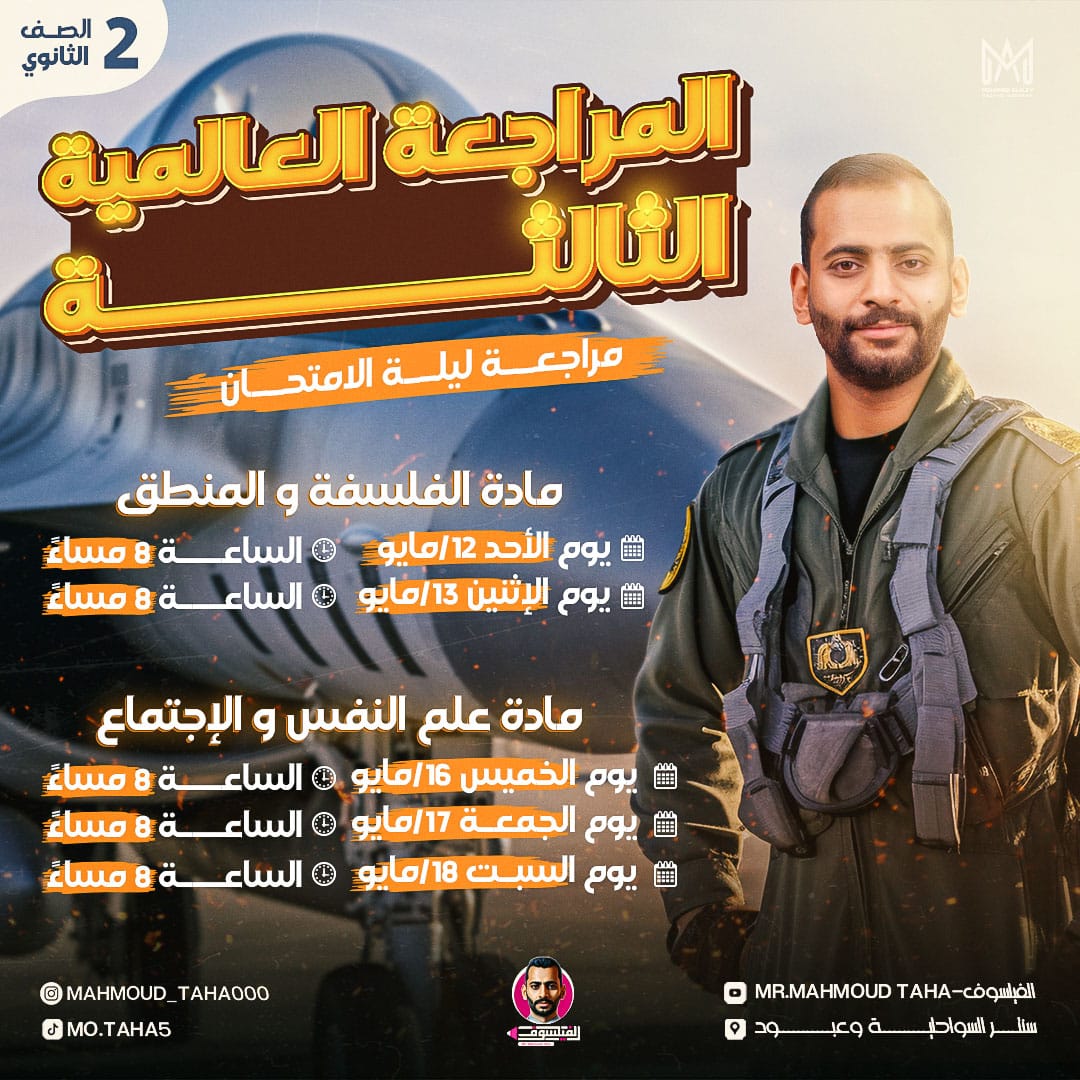 2 الصف
الثانوي
المراجعة العالمية
الثالثة
مراجعة ليلة الامتحان
مادة الفلسفة و المنطق
يوم الأحد 12/مايو الساعة 8 مساءً
يوم الإثنين 13/مايو الساعة 8 مساءً
مادة علم النفس و الإجتماع
يوم الخميس 16/مايو الساعة 8 مساءً
يوم الجمعة 17/مايو الساعة 8 مساءً
يوم السبت 18/مايو الساعة 8 مساءً
MAHMOUD_TAHA000
MO.TAHA5
الفيلسوف
MR.MAHMOUD TAHA-الفيلسوف
سنتر السواحلية وعبود